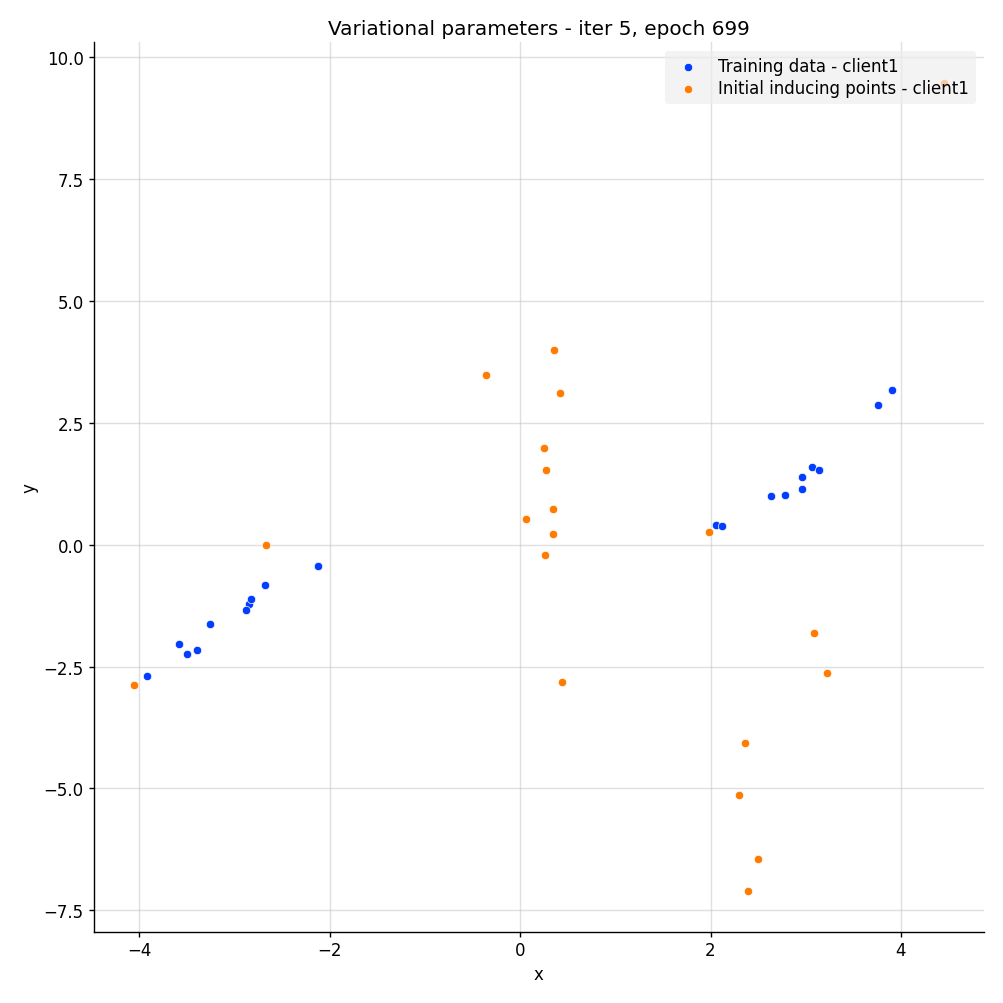 Variational parameters - iter 5, epoch 699
Training data - client1
Initial inducing points - client1
10.0
7.5
5.0
2.5
0.0
−2.5
−5.0
−7.5
y
−4
−2
0
2
4
x